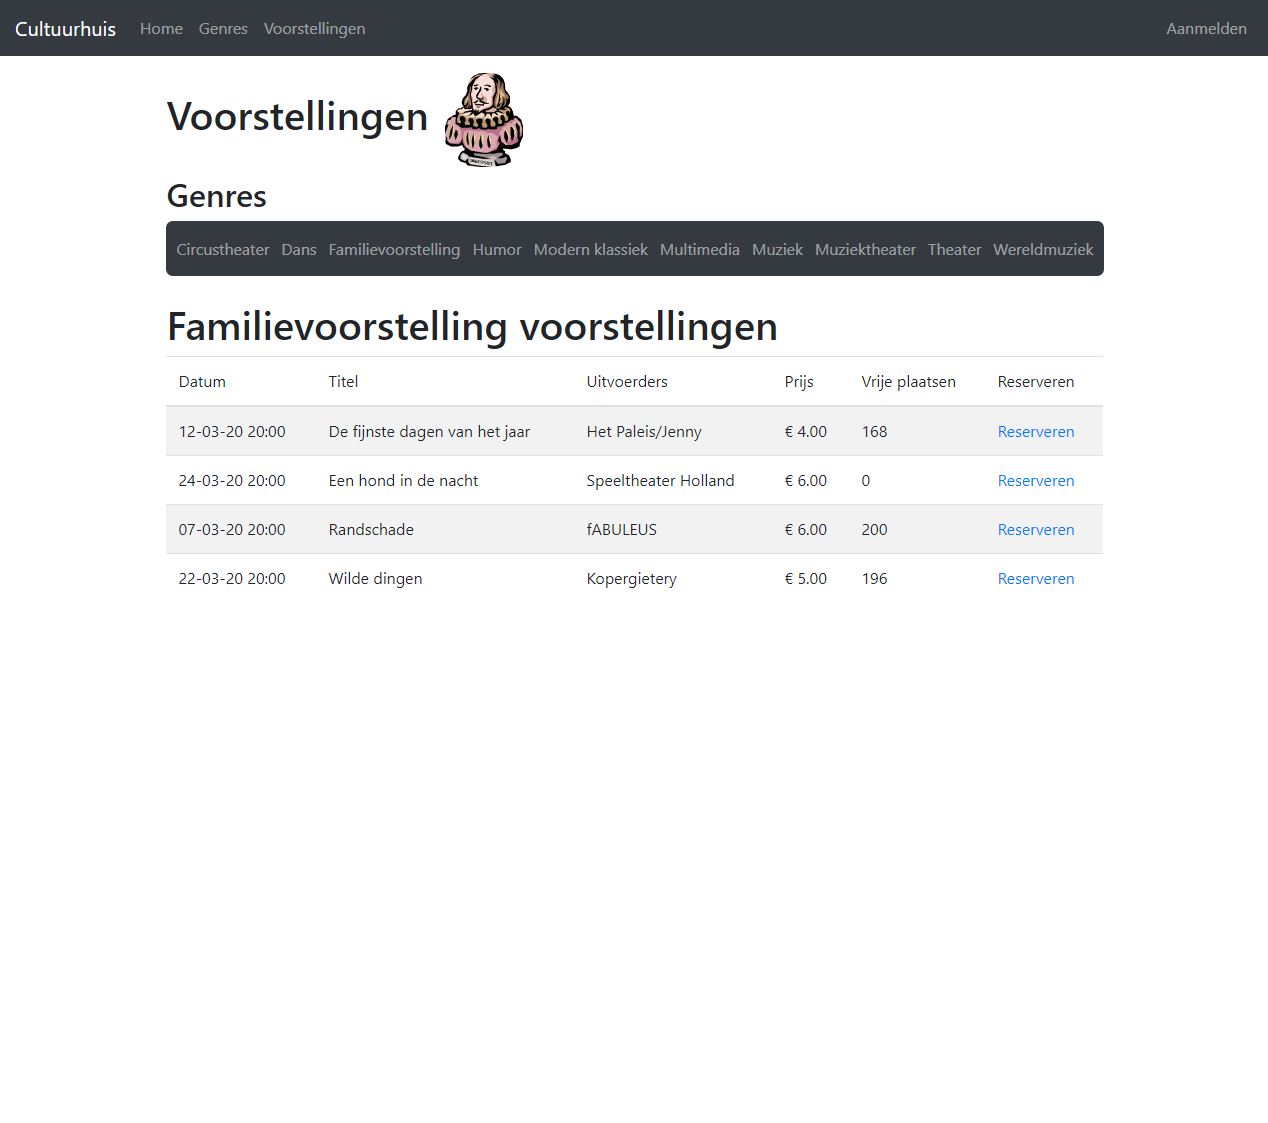 Cultuurhuis Home Genres Voorstellingen Aanmelden
Voorstellingen
Genres
Circustheater Dans Familievoorstelling Humor Modern klassiek Multimedia Muziek Muziektheater Theater Wereldmuziek
Familievoorstelling voorstellingen
Datum Titel Uitvoerders Prijs Vrije plaatsen Reserveren
12-03-20 20:00 De fijnste dagen van het jaar Het Paleis/Jenny € 4.00 168 Reserveren
24-03-20 20:00 Een hond in de nacht Speeltheater Holland € 6.00 0 Reserveren
07-03-20 20:00 Randschade fABULEUS € 6.00 200 Reserveren
22-03-20 20:00 Wilde dingen Kopergietery € 5.00 196 Reserveren